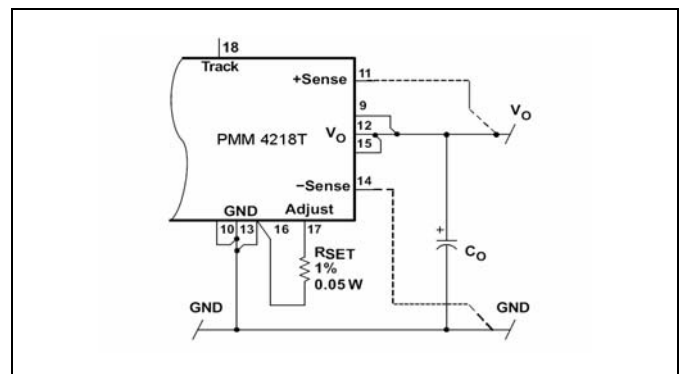 18
Track
+Sense
11
9
12
VO
15
PMM 4218T
VO
−Sense
14
GND
Adjust
10
13
16
17
RSET
1%
0.05 W
+
CO
GND
GND